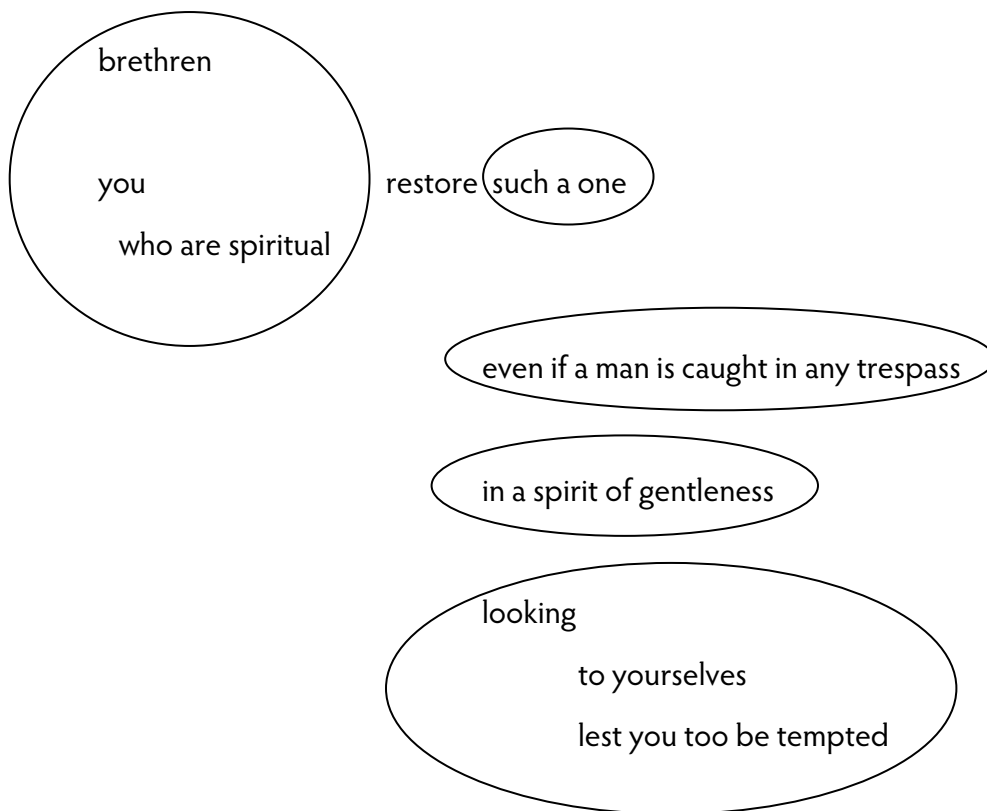 brethren
you restore such a one
who are spiritual
even if a man is caught in any trespass
in a spirit of gentleness
looking
to yourselves
lest you too be tempted